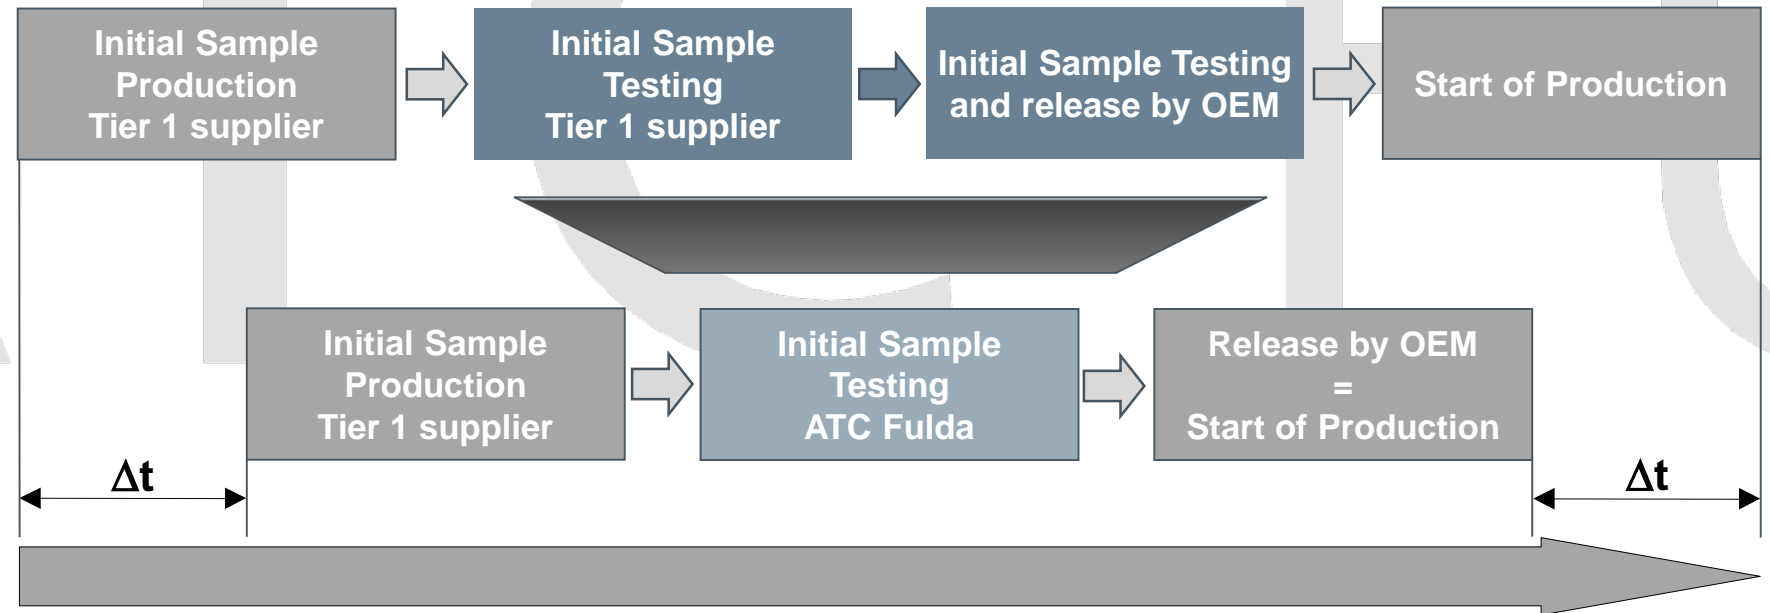 Initial Sample
Production
Tier 1 supplier
Initial Sample
Testing
Tier 1 supplier
Initial Sample Testing
and release by OEM
Start of Production
Initial Sample
Production
Tier 1 supplier
Initial Sample
Testing
ATC Fulda
Release by OEM
=
Start of Production
Δt
Δt